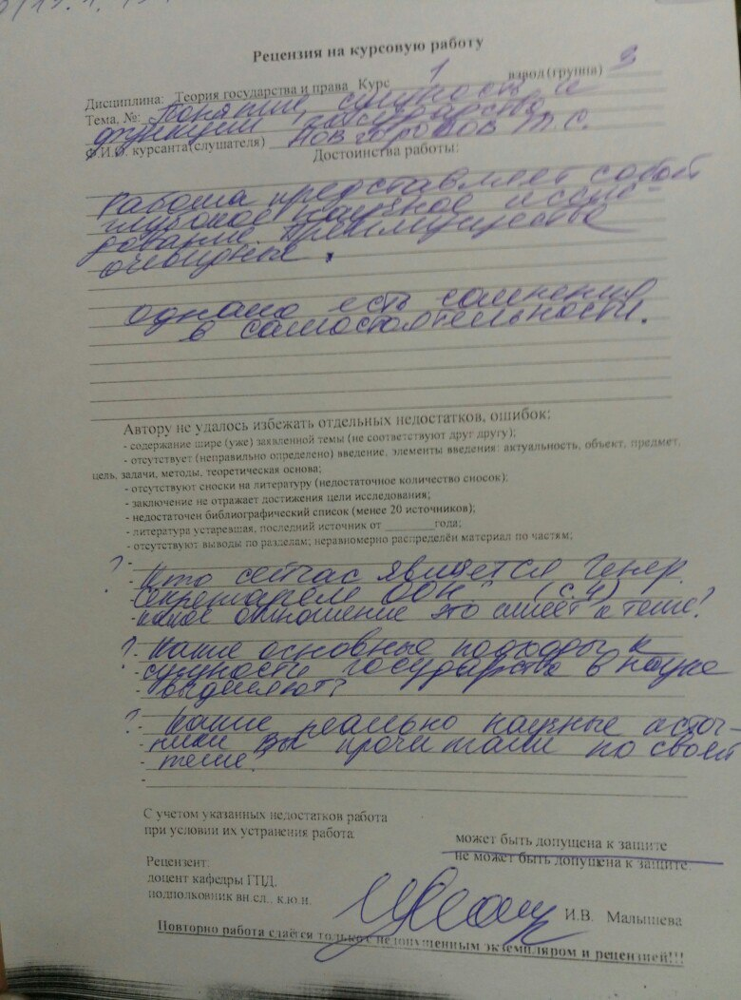 Рецензия на курсовую работу
Дисциплина: Теория государства и права Курс 1 взвод(группа) 3
Тема, №: Понятие, сущность и
функции государства
Ф.И.О. курсанта(слушателя) Новгородов Т.С.
Достоинства работы:
Работа представляет собой
глубокое научное иссле-
дование. Преимущества
очевидны.
однако есть сомнения
в самостоятельности.
Автору не удалось избежать отдельных недостатков, ошибок:
- содержание шире (уже) заявленной темы (не соответствуют друг другу);
- отсутствует (неправильно определено) введение, элементы введения: актуальность, объект, предмет,
цель, задачи, методы, теоретическая основа;
- отсутствуют сноски на литературу (недостаточное количество сносок);
- заключение не отражает достижения цели исследования;
- недостаточен библиографический список (менее 20 источников);
- литература устаревшая, последний источник от ________ года;
- отсутствуют выводы по разделам; неравномерно распределён материал по частям;
? - Кто сейчас является Генер.
- секретарем ООН (с.4)
- какое отношение это имеет к теме?
? - Какие основные подходы к
- сущности государства в науке
- выделяют?
? - Какие реально научные источ-
- ники Вы прочитали по своей
- теме?
-
С учетом указанных недостатков работа
при условии их устранения работа:
может быть допущена к защите
не может быть допущена к защите.
Рецензент:
доцент кафедры ГПД,
подполковник вн.сл., к.ю.н.
И.В. Малышева
Повторно работа сдаётся только с недопущенным экземпляром и рецензией!!!